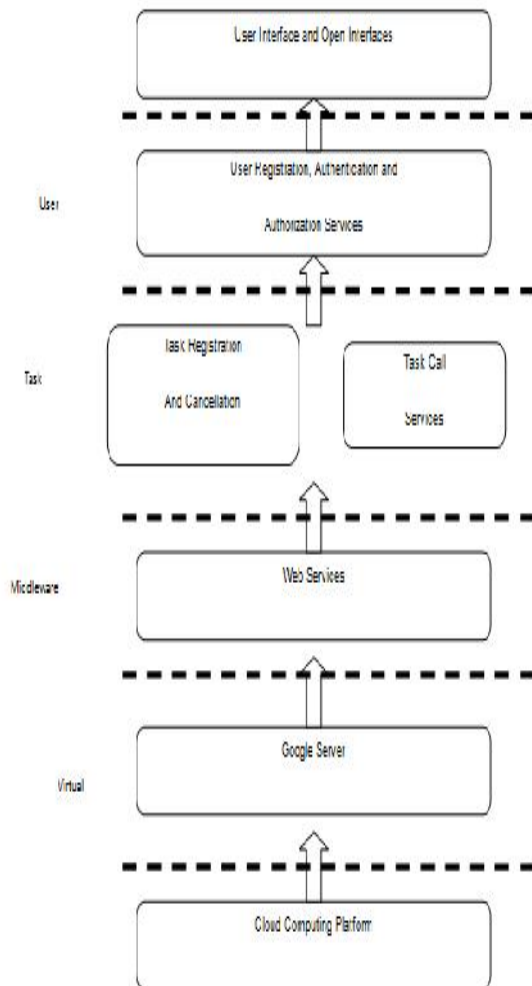 User Interface and Open Interfaces
User Registration, Authentication and
Authorization Services
User
Task Registration
And Cancellation
Task Call
Services
Task
Web Services
Middleware
Google Server
Virtual
Cloud Computing Platform